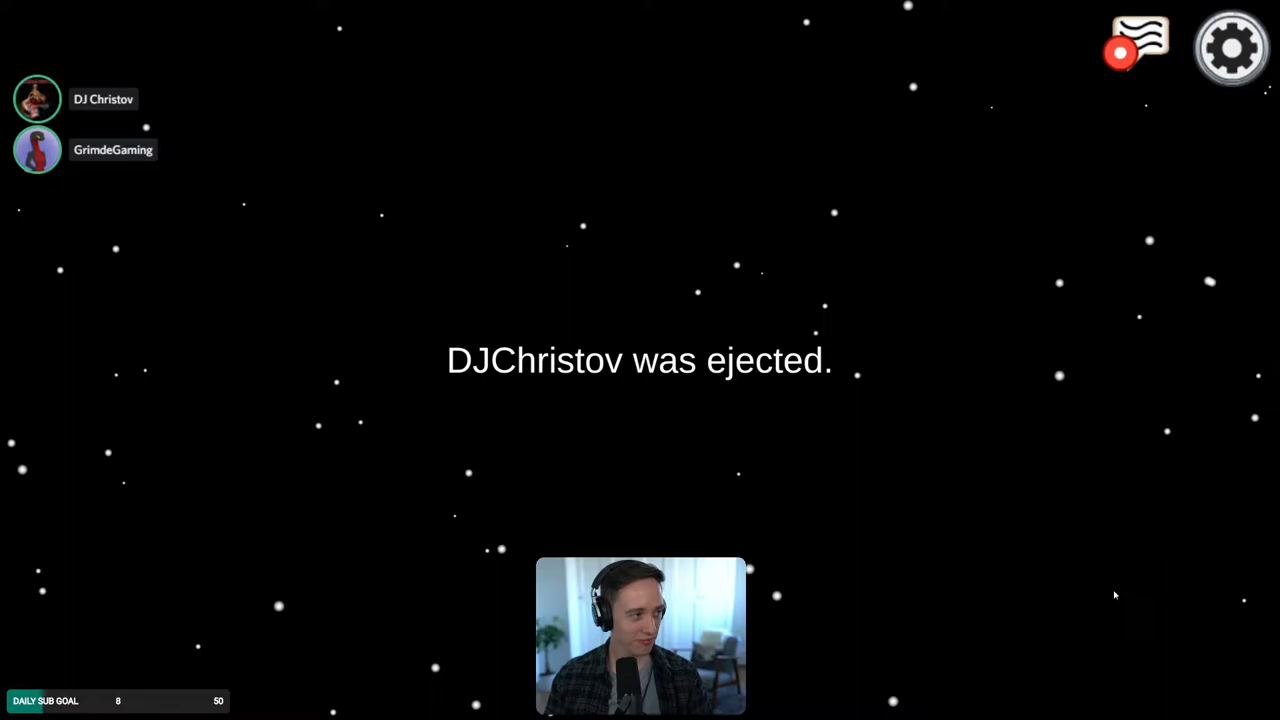 DJ Christov
GrimdeGaming
DJChristov was ejected.
DAILY SUB GOAL 8 50